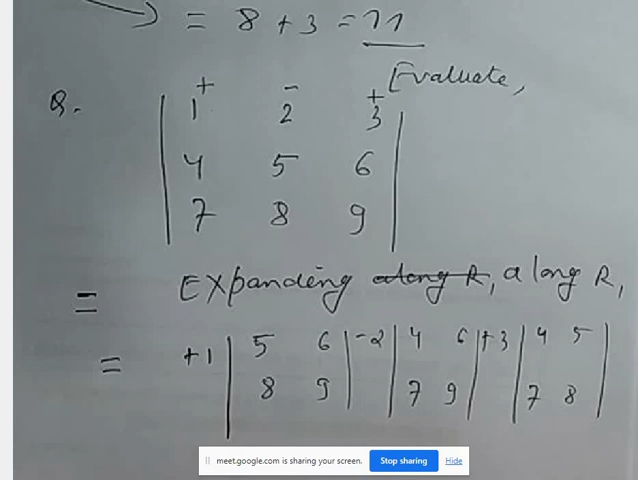 = 8 + 3 = 11
Evaluate,
+ - +
Q. | 1 2 3 |
| 4 5 6 |
| 7 8 9 |
= Expanding along R, along R,
= +1 | 5 6 | -2 | 4 6 | +3 | 4 5 |
| 8 9 | | 7 9 | | 7 8 |
meet.google.com is sharing your screen. Stop sharing Hide